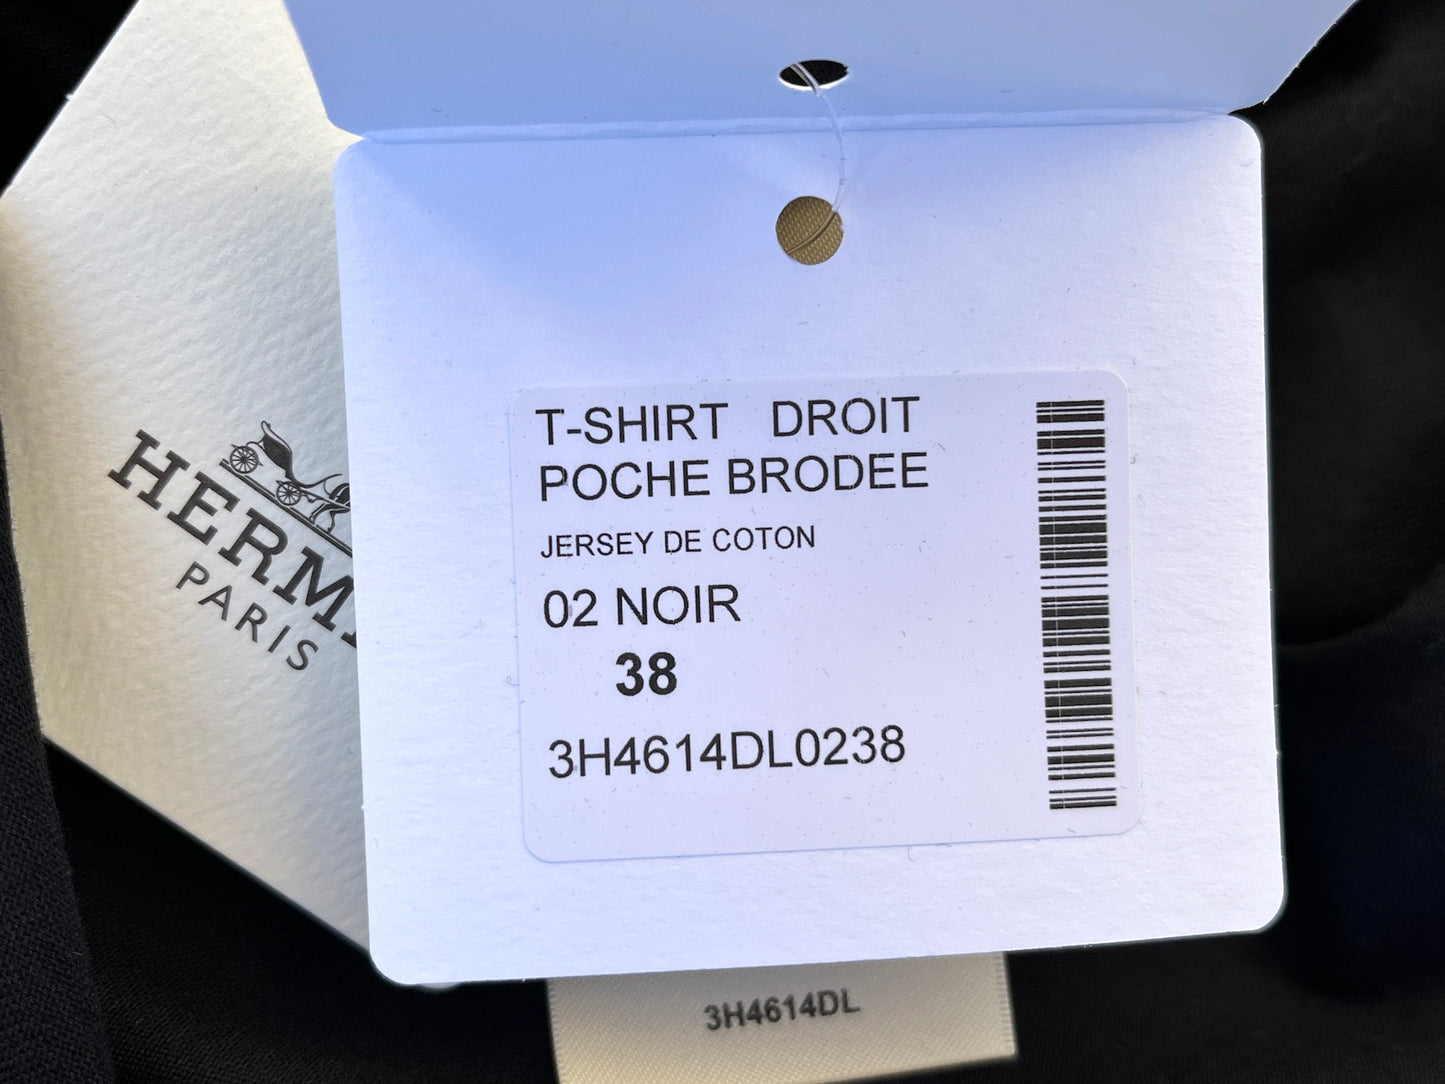 HERM
PARIS
T-SHIRT DROIT
POCHE BRODEE
JERSEY DE COTON
02 NOIR
38
3H4614DL0238
3H4614DL